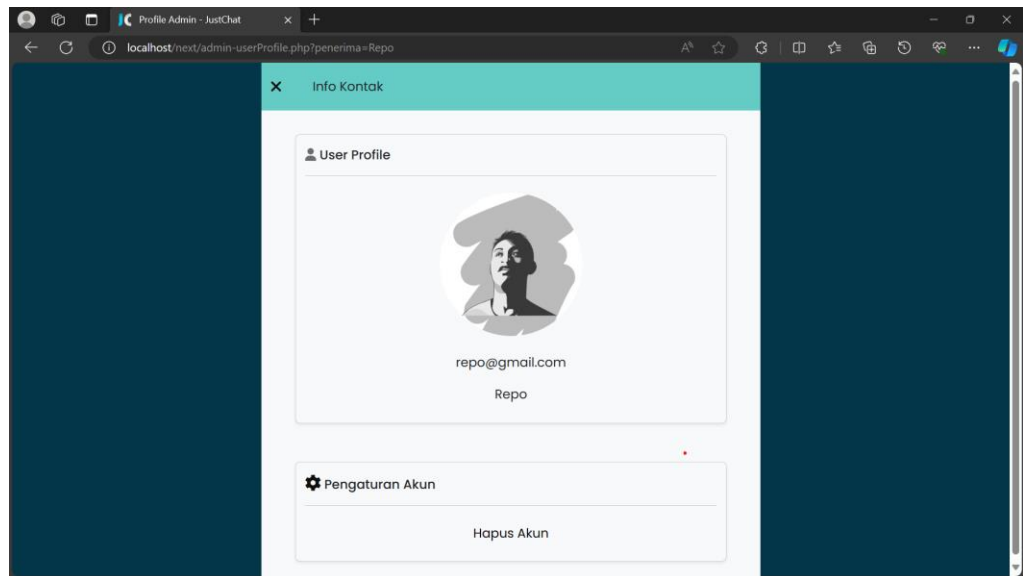 Profile Admin - JustChat
localhost/next/admin-userProfile.php?penerima=Repo
Info Kontak
User Profile
repo@gmail.com
Repo
Pengaturan Akun
Hapus Akun